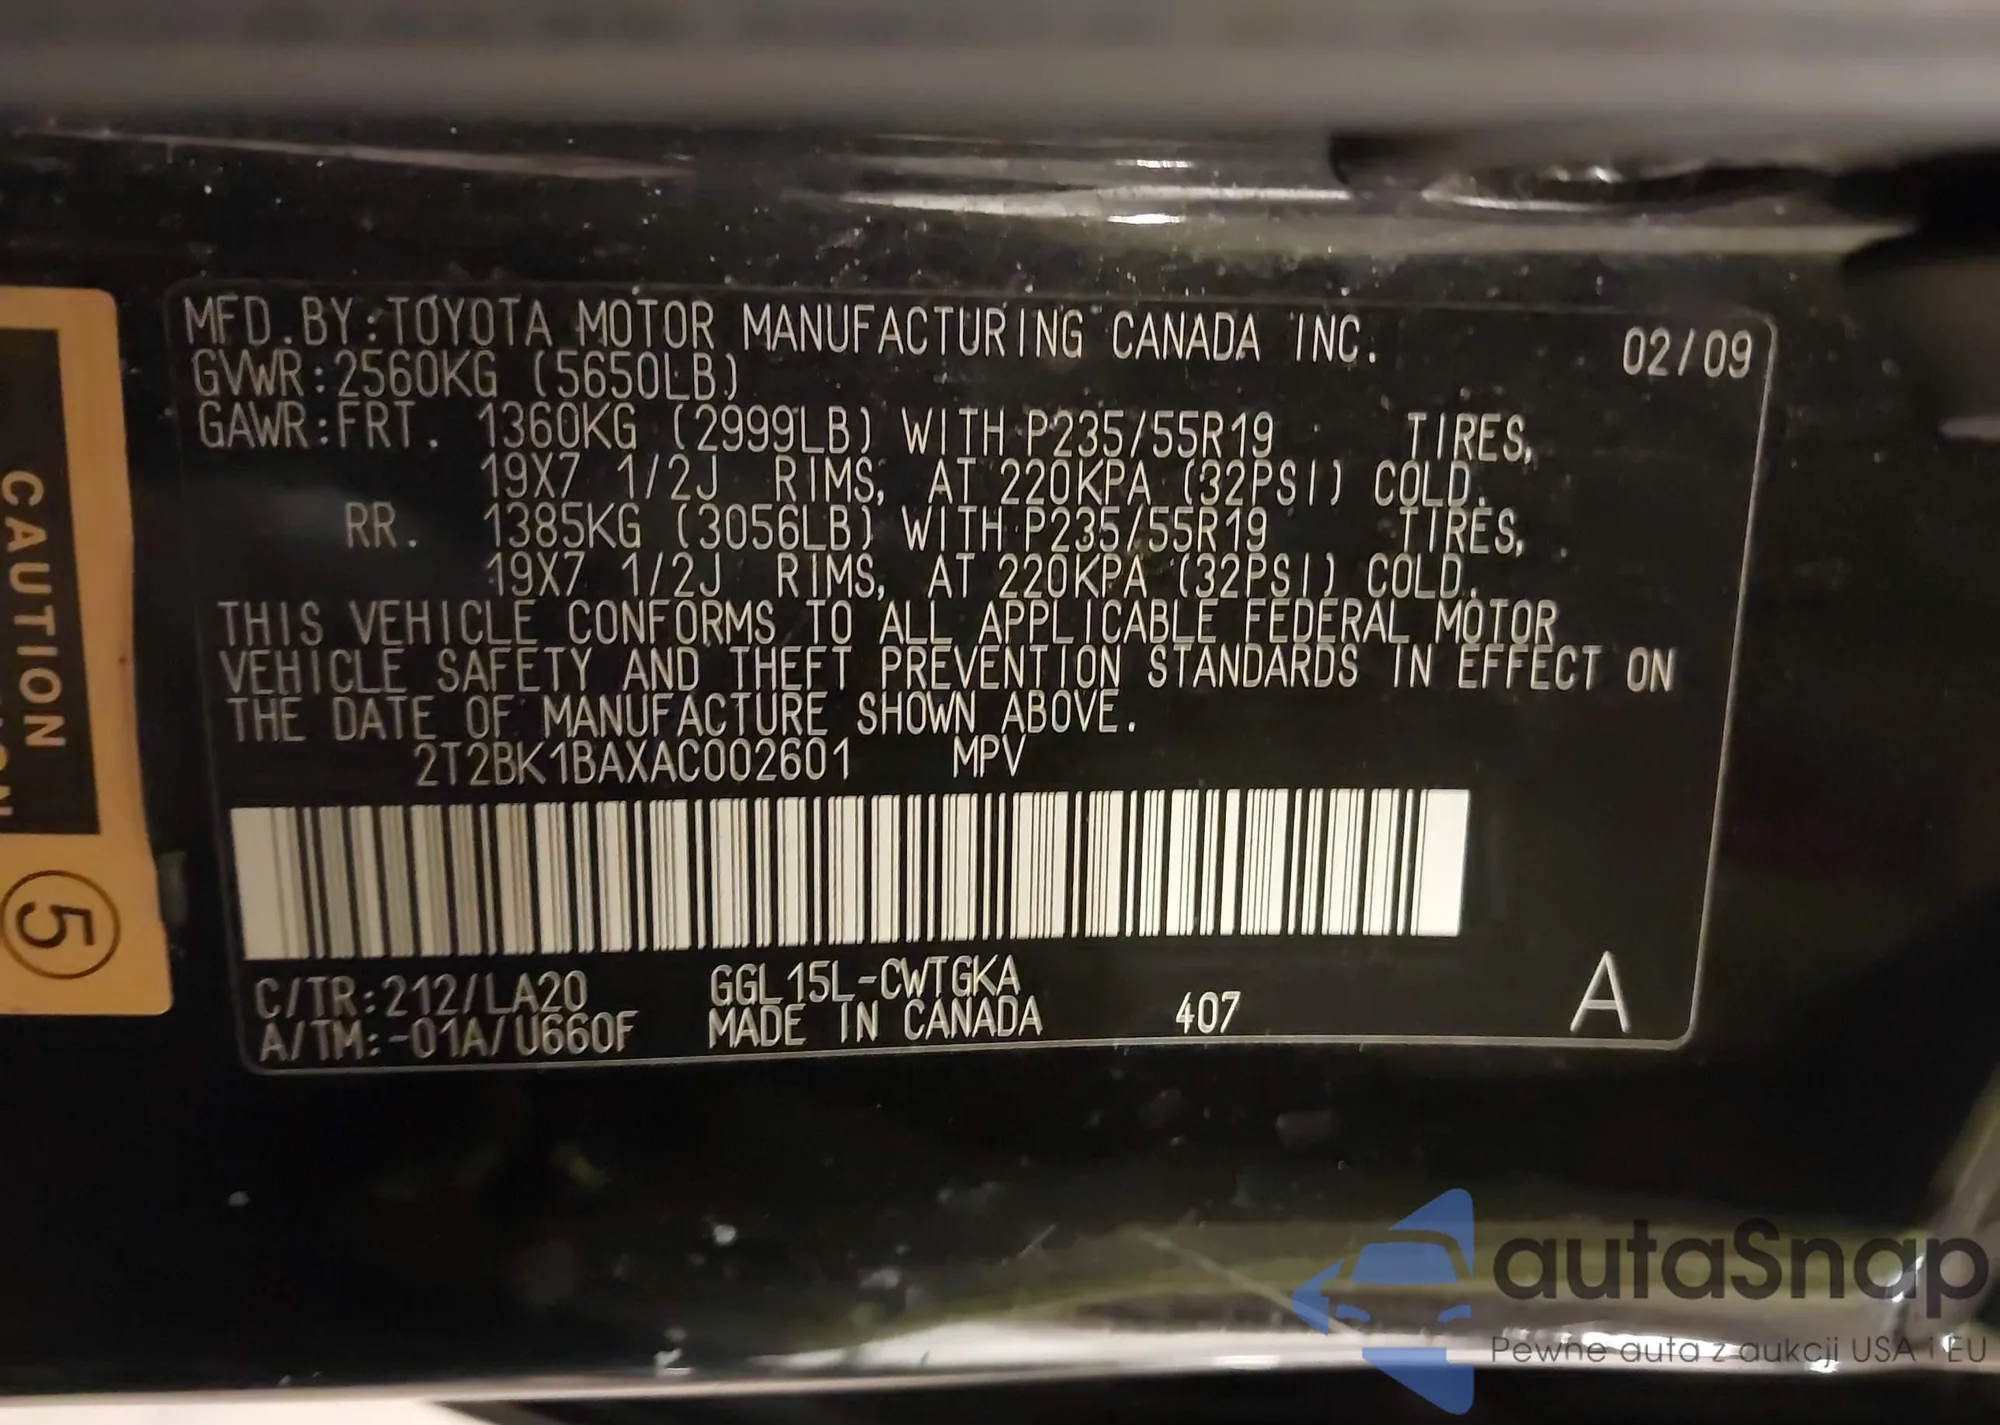 MFD.BY:TOYOTA MOTOR MANUFACTURING CANADA INC. 02/09
GVWR:2560KG (5650LB)
GAWR:FRT. 1360KG (2999LB) WITH P235/55R19 TIRES,
19X7 1/2J RIMS, AT 220KPA (32PSI) COLD.
RR. 1385KG (3056LB) WITH P235/55R19 TIRES,
19X7 1/2J RIMS, AT 220KPA (32PSI) COLD.
THIS VEHICLE CONFORMS TO ALL APPLICABLE FEDERAL MOTOR
VEHICLE SAFETY AND THEFT PREVENTION STANDARDS IN EFFECT ON
THE DATE OF MANUFACTURE SHOWN ABOVE.
2T2BK1BAXAC002601 MPV
C/TR:212/LA20 GGL15L-CWTGKA
A/TM:-01A/U660F MADE IN CANADA 407 A
CAUTION
5
autaSnap
Pewne auta z aukcji USA i EU